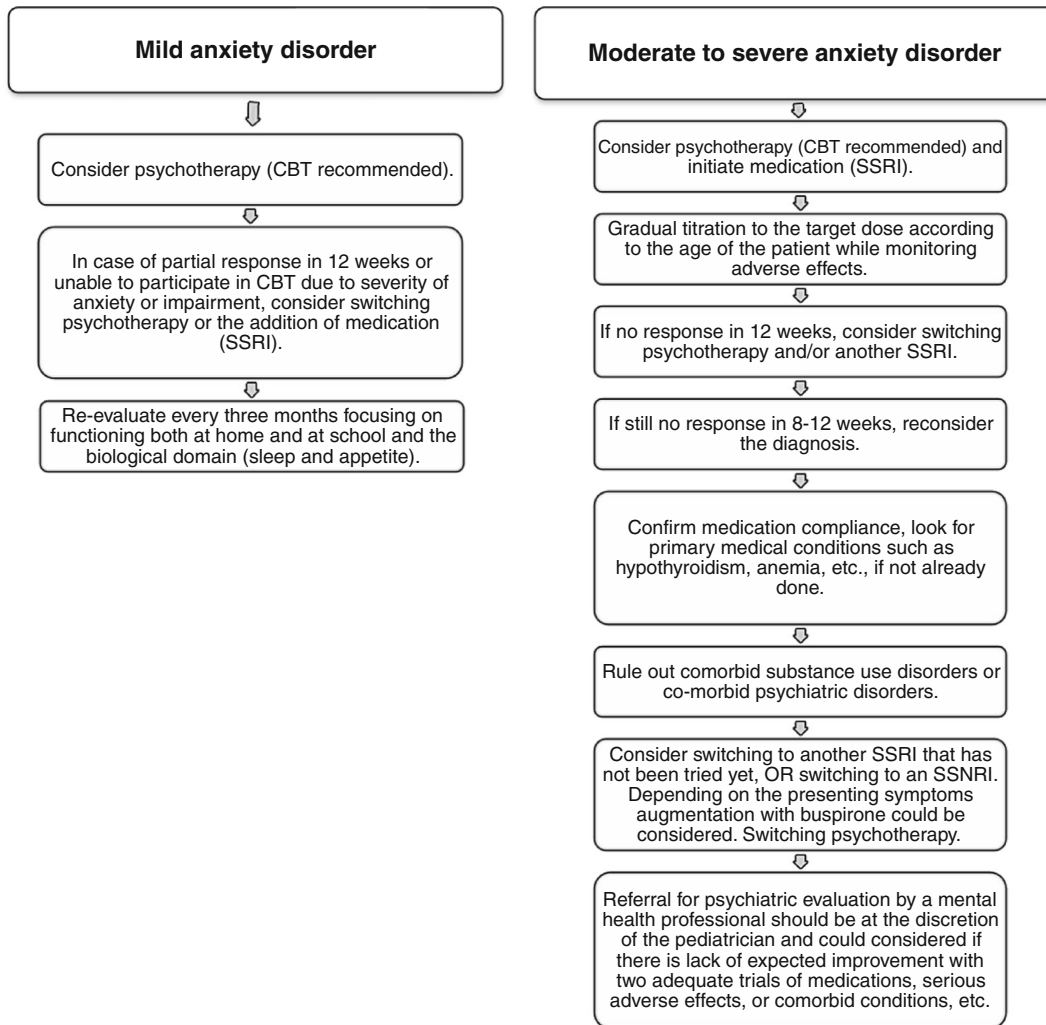 Mild anxiety disorder
Consider psychotherapy (CBT recommended).
In case of partial response in 12 weeks or
unable to participate in CBT due to severity of
anxiety or impairment, consider switching
psychotherapy or the addition of medication
(SSRI).
Re-evaluate every three months focusing on
functioning both at home and at school and the
biological domain (sleep and appetite).
Moderate to severe anxiety disorder
Consider psychotherapy (CBT recommended) and
initiate medication (SSRI).
Gradual titration to the target dose according
to the age of the patient while monitoring
adverse effects.
If no response in 12 weeks, consider switching
psychotherapy and/or another SSRI.
If still no response in 8-12 weeks, reconsider
the diagnosis.
Confirm medication compliance, look for
primary medical conditions such as
hypothyroidism, anemia, etc., if not already
done.
Rule out comorbid substance use disorders or
co-morbid psychiatric disorders.
Consider switching to another SSRI that has
not been tried yet, OR switching to an SSNRI.
Depending on the presenting symptoms
augmentation with buspirone could be
considered. Switching psychotherapy.
Referral for psychiatric evaluation by a mental
health professional should be at the discretion
of the pediatrician and could considered if
there is lack of expected improvement with
two adequate trials of medications, serious
adverse effects, or comorbid conditions, etc.